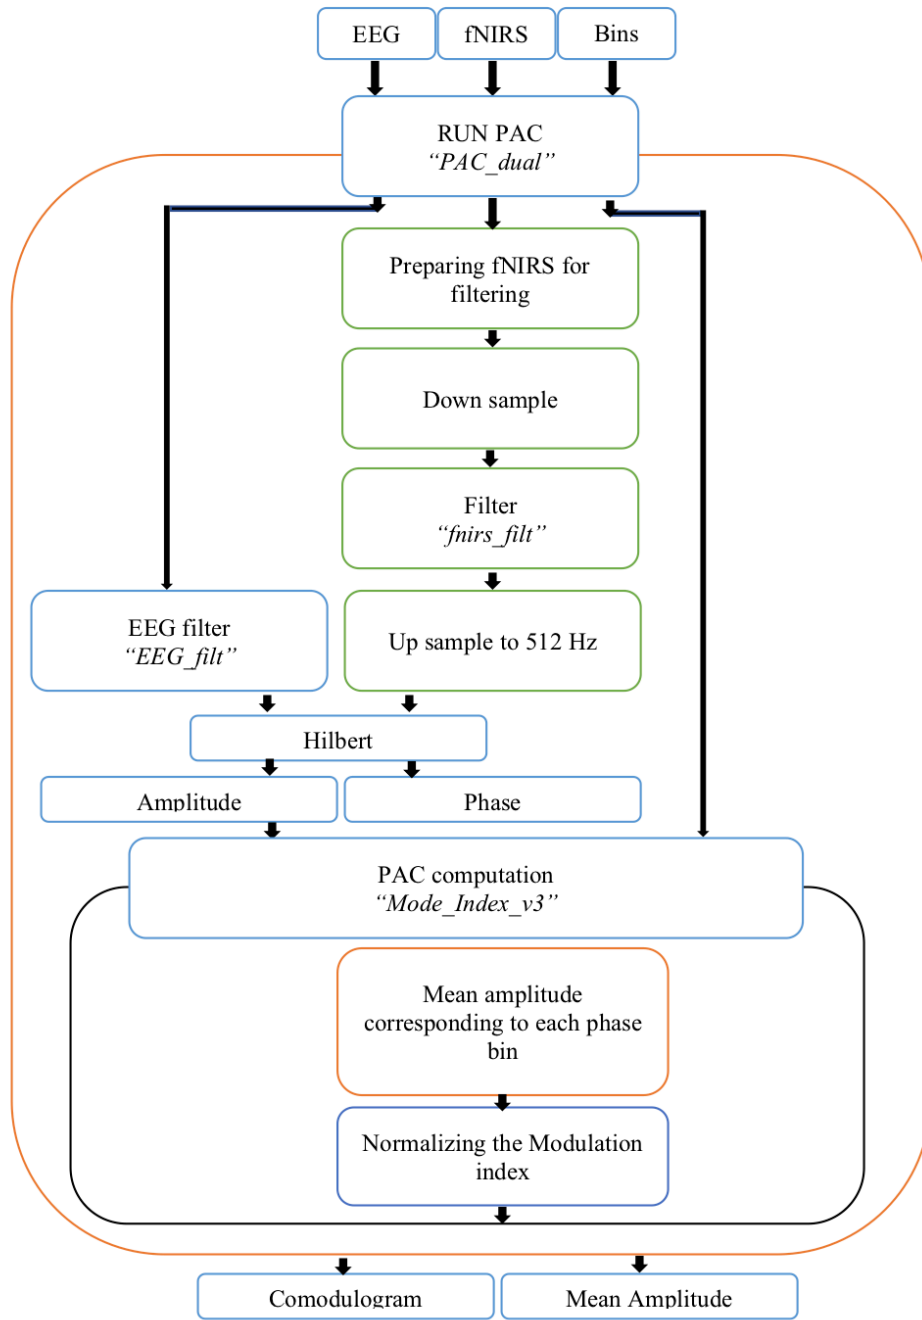 EEG
fNIRS
Bins
RUN PAC
“PAC_dual”
Preparing fNIRS for
filtering
Down sample
Filter
“fnirs_filt”
EEG filter
“EEG_filt”
Up sample to 512 Hz
Hilbert
Amplitude
Phase
PAC computation
“Mode_Index_v3”
Mean amplitude
corresponding to each phase
bin
Normalizing the Modulation
index
Comodulogram
Mean Amplitude